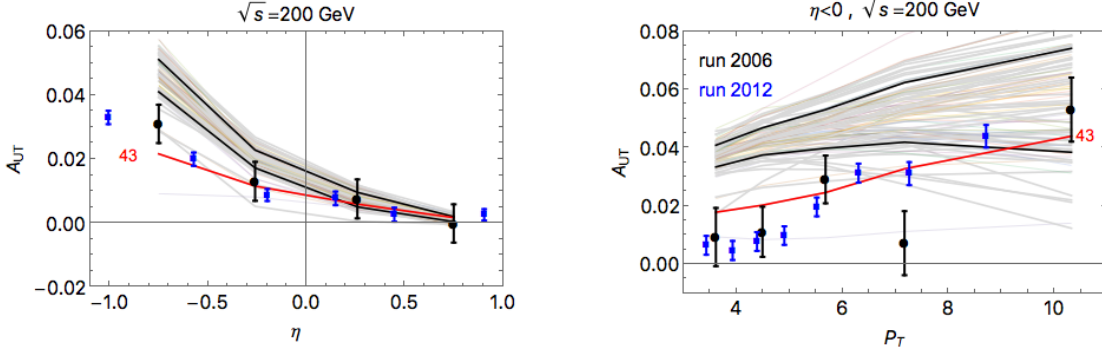 √s=200 GeV
0.06
0.04
0.02
0.00
−0.02
A_UT
43
−1.0 −0.5 0.0 0.5 1.0
η
η<0 , √s=200 GeV
0.08
0.06
0.04
0.02
0.00
A_UT
run 2006
run 2012
43
4 6 8 10
P_T